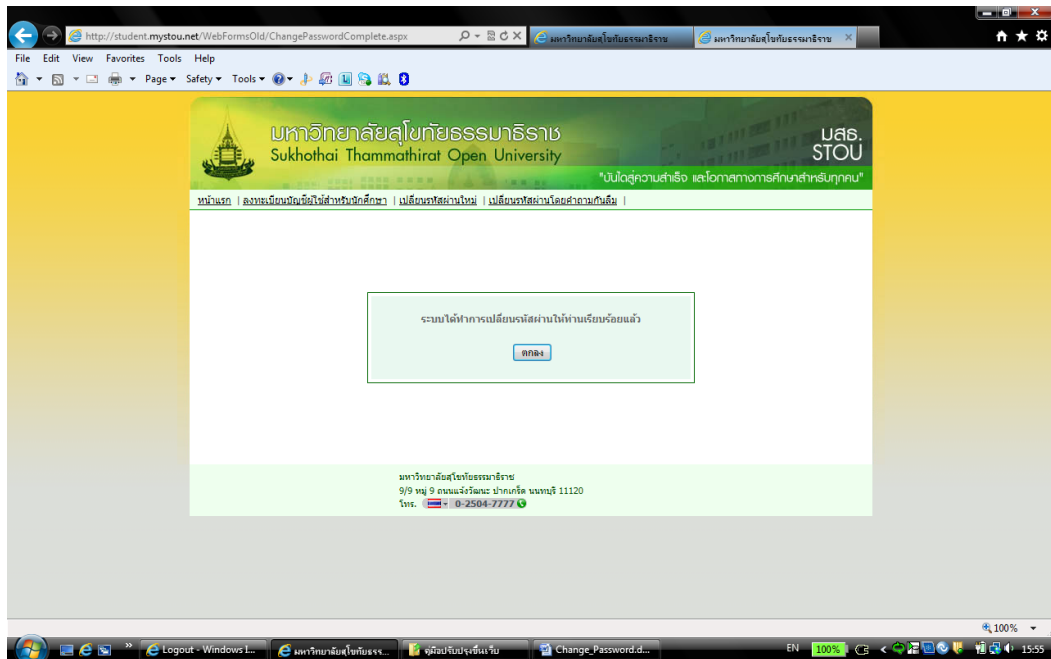 http://student.mystou.net/WebFormsOld/ChangePasswordComplete.aspx
มหาวิทยาลัยสุโขทัยธรรมาธิราช
มหาวิทยาลัยสุโขทัยธรรมาธิราช
File Edit View Favorites Tools Help
Page Safety Tools
มหาวิทยาลัยสุโขทัยธรรมาธิราช
Sukhothai Thammathirat Open University
มสธ.
STOU
"บันไดสู่ความสำเร็จ และโอกาสทางการศึกษาสำหรับทุกคน"
หน้าแรก | ลงทะเบียนบัญชีผู้ใช้สำหรับนักศึกษา | เปลี่ยนรหัสผ่านใหม่ | เปลี่ยนรหัสผ่านโดยคำถามกันลืม |
ระบบได้ทำการเปลี่ยนรหัสผ่านให้ท่านเรียบร้อยแล้ว
ตกลง
มหาวิทยาลัยสุโขทัยธรรมาธิราช
9/9 หมู่ 9 ถนนแจ้งวัฒนะ ปากเกร็ด นนทบุรี 11120
โทร. 0-2504-7777
100%
Logout - Windows I... มหาวิทยาลัยสุโขทัยธรร... คู่มือปรับปรุงขึ้นเว็บ Change_Password.d... EN 100% 15:55